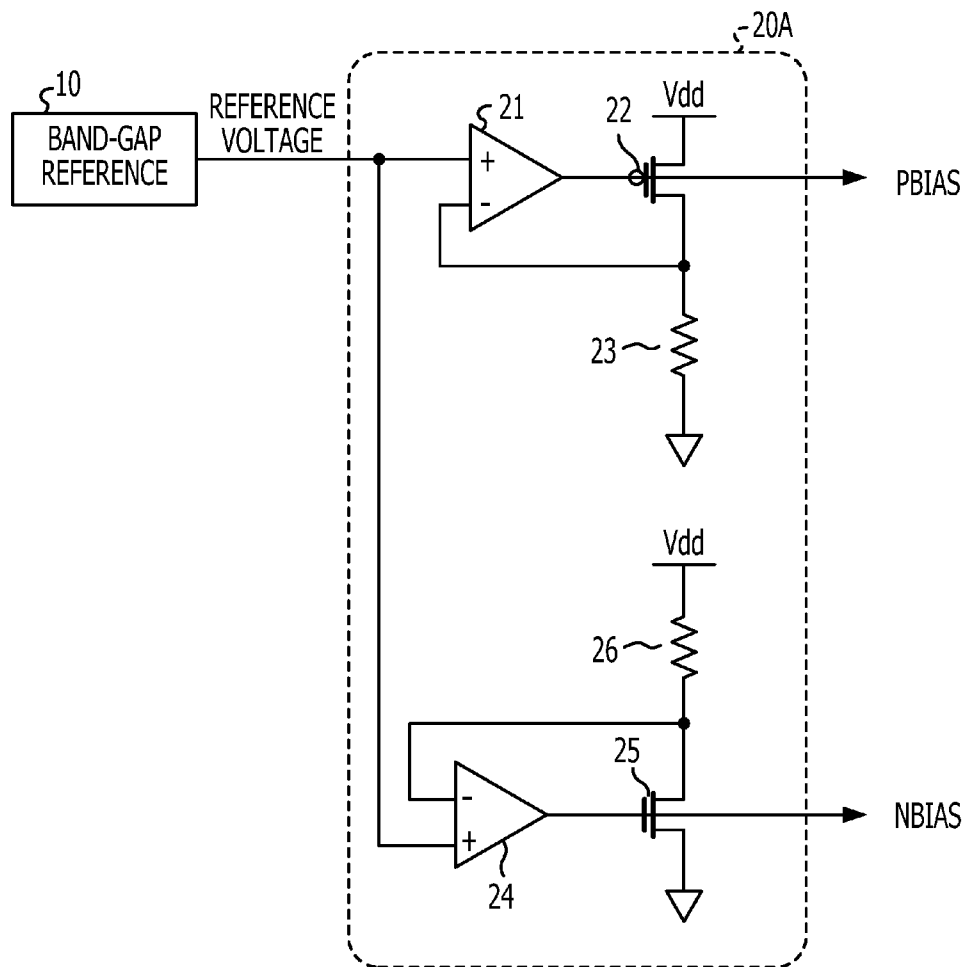 20A
10
BAND-GAP
REFERENCE
REFERENCE
VOLTAGE
21
+
-
22
Vdd
PBIAS
23
Vdd
26
25
-
+
24
NBIAS